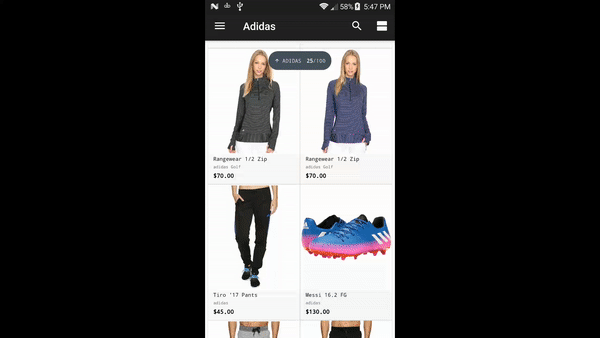 58% 5:47 PM
Adidas
↑ ADIDAS 25/100
Rangewear 1/2 Zip
adidas Golf
$70.00
Rangewear 1/2 Zip
adidas Golf
$70.00
Tiro '17 Pants
adidas
$45.00
Messi 16.2 FG
adidas
$130.00